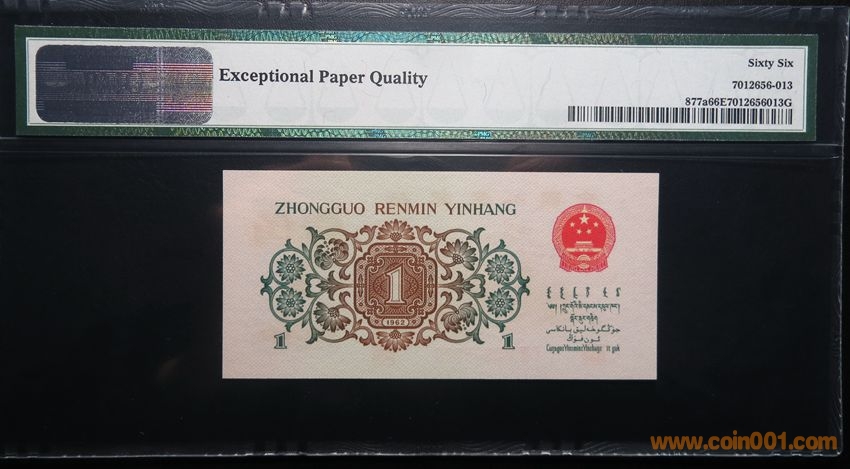 Exceptional Paper Quality
Sixty Six
7012656-013
877a66E7012656013G
ZHONGGUO RENMIN YINHANG
1
1962
1
1
www.coin001.com